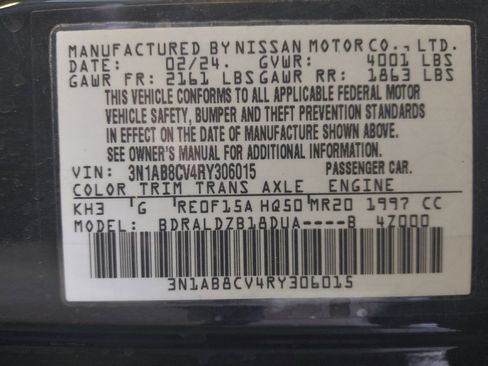 MANUFACTURED BY NISSAN MOTOR CO., LTD.
DATE: 02/24. GVWR: 4001 LBS
GAWR FR: 2161 LBS GAWR RR: 1863 LBS
THIS VEHICLE CONFORMS TO ALL APPLICABLE FEDERAL MOTOR
VEHICLE SAFETY, BUMPER AND THEFT PREVENTION STANDARDS
IN EFFECT ON THE DATE OF MANUFACTURE SHOWN ABOVE.
SEE OWNER'S MANUAL FOR ADDITIONAL INFORMATION.
VIN: 3N1AB8CV4RY306015 PASSENGER CAR.
COLOR TRIM TRANS AXLE ENGINE
KH3 G RE0F15A HQ50 MR20 1997 CC
MODEL: BDRALDZB18DUA----B 4Z000
3N1AB8CV4RY306015